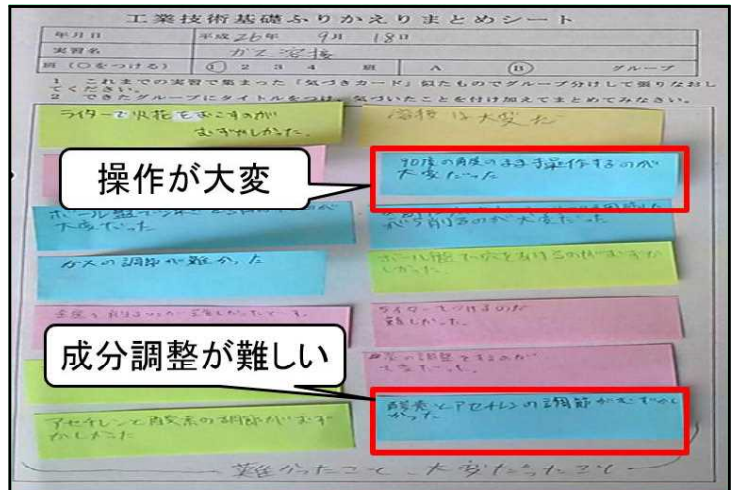 工業技術基礎ふりかえりまとめシート
年月日 平成26年 9月 18日
実習名 ガス溶接
班(○をつける) 1 2 3 4 班 A B グループ
1 これまでの実習で集まった「気づきカード」似たものでグループ分けして張りなおしてください。
2 できたグループにタイトルをつけ、気づいたことを付け加えてまとめてみなさい。
ライターで火花をおこすのが
むずかしかった。
溶接は大変だ
操作が大変
90度の角度のまま操作するのが
大変だった
大変だった
が大変だった
ガスの調節が難かった
ボール盤で穴をあけるのがむずか
しかった。
ライターでつけるのが
難しかった。
成分調整が難しい
の調整をするのが
大変だった。
アセチレンと酸素の調節がむず
かしかった
酸素とアセチレンの調節がむずかし
かった
難かったこと、大変だったこと